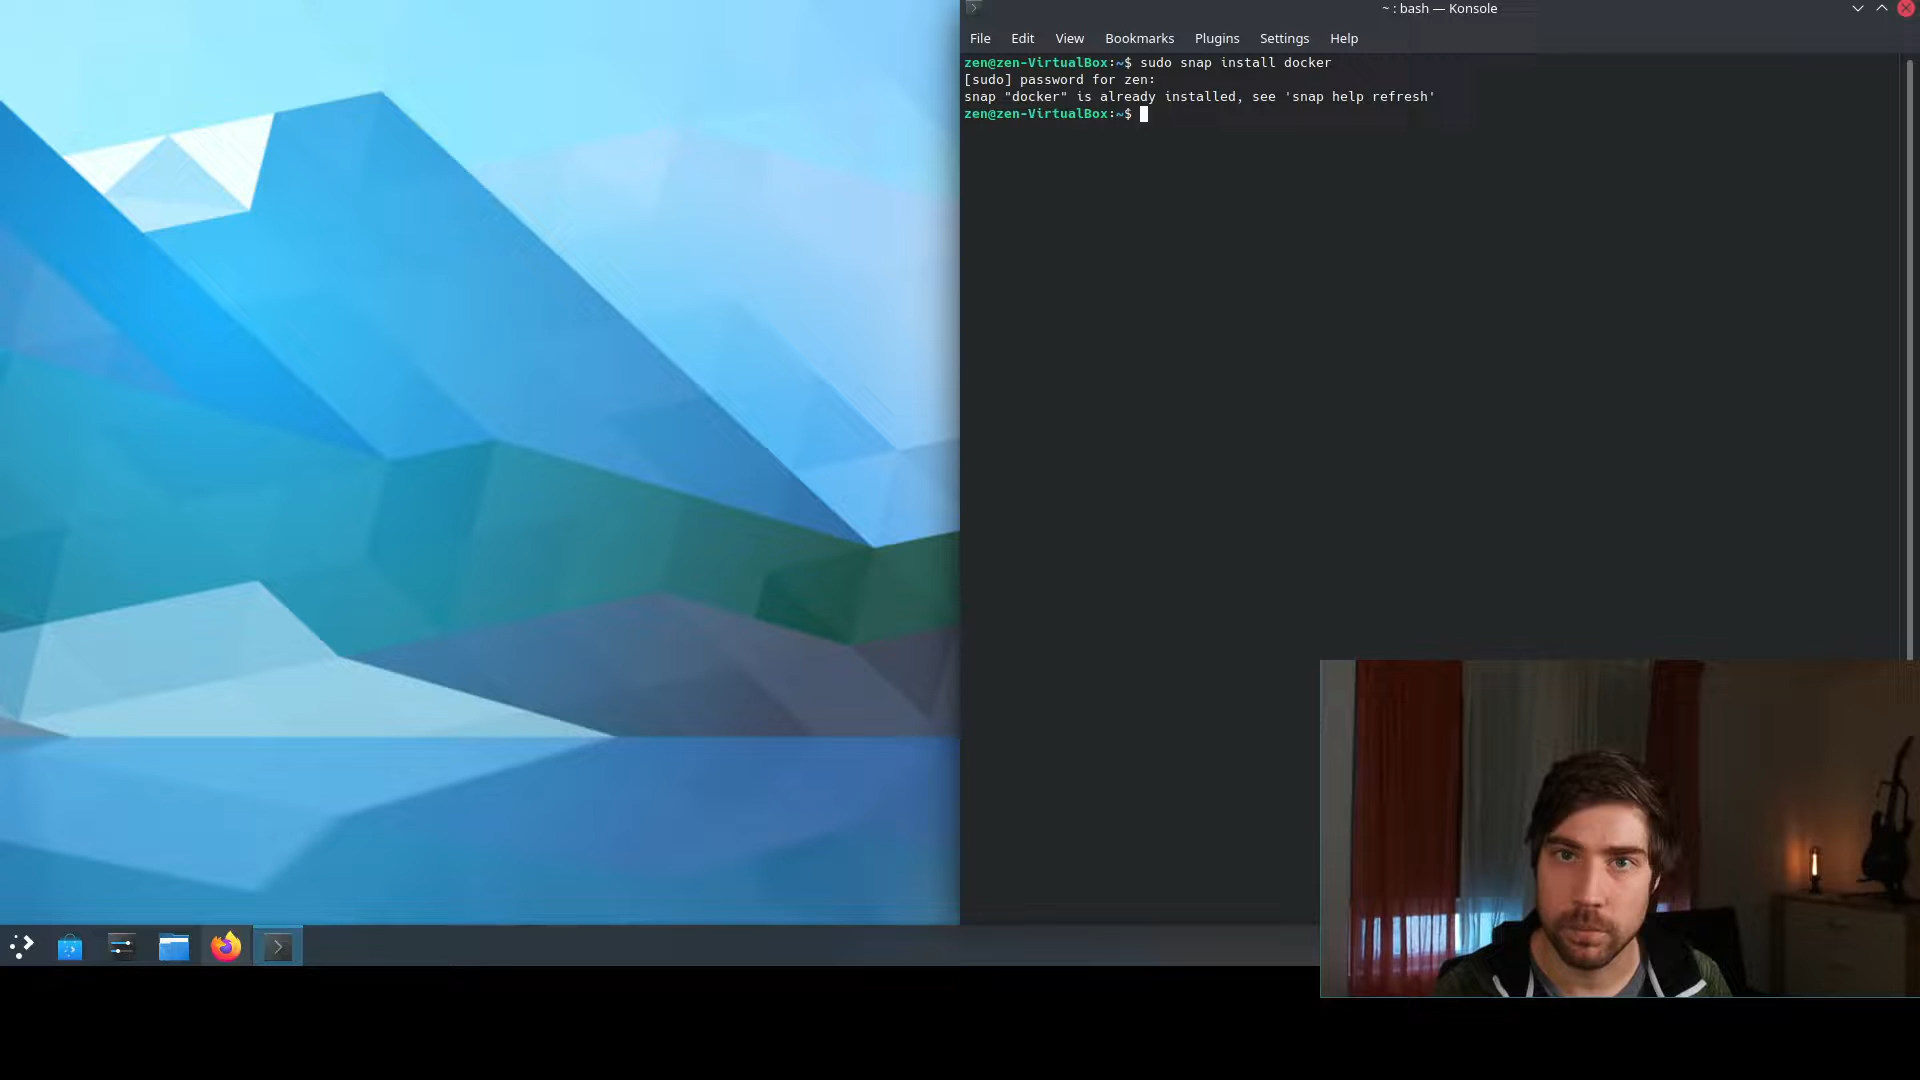 ~ : bash — Konsole
File Edit View Bookmarks Plugins Settings Help
zen@zen-VirtualBox:~$ sudo snap install docker
[sudo] password for zen:
snap "docker" is already installed, see 'snap help refresh'
zen@zen-VirtualBox:~$